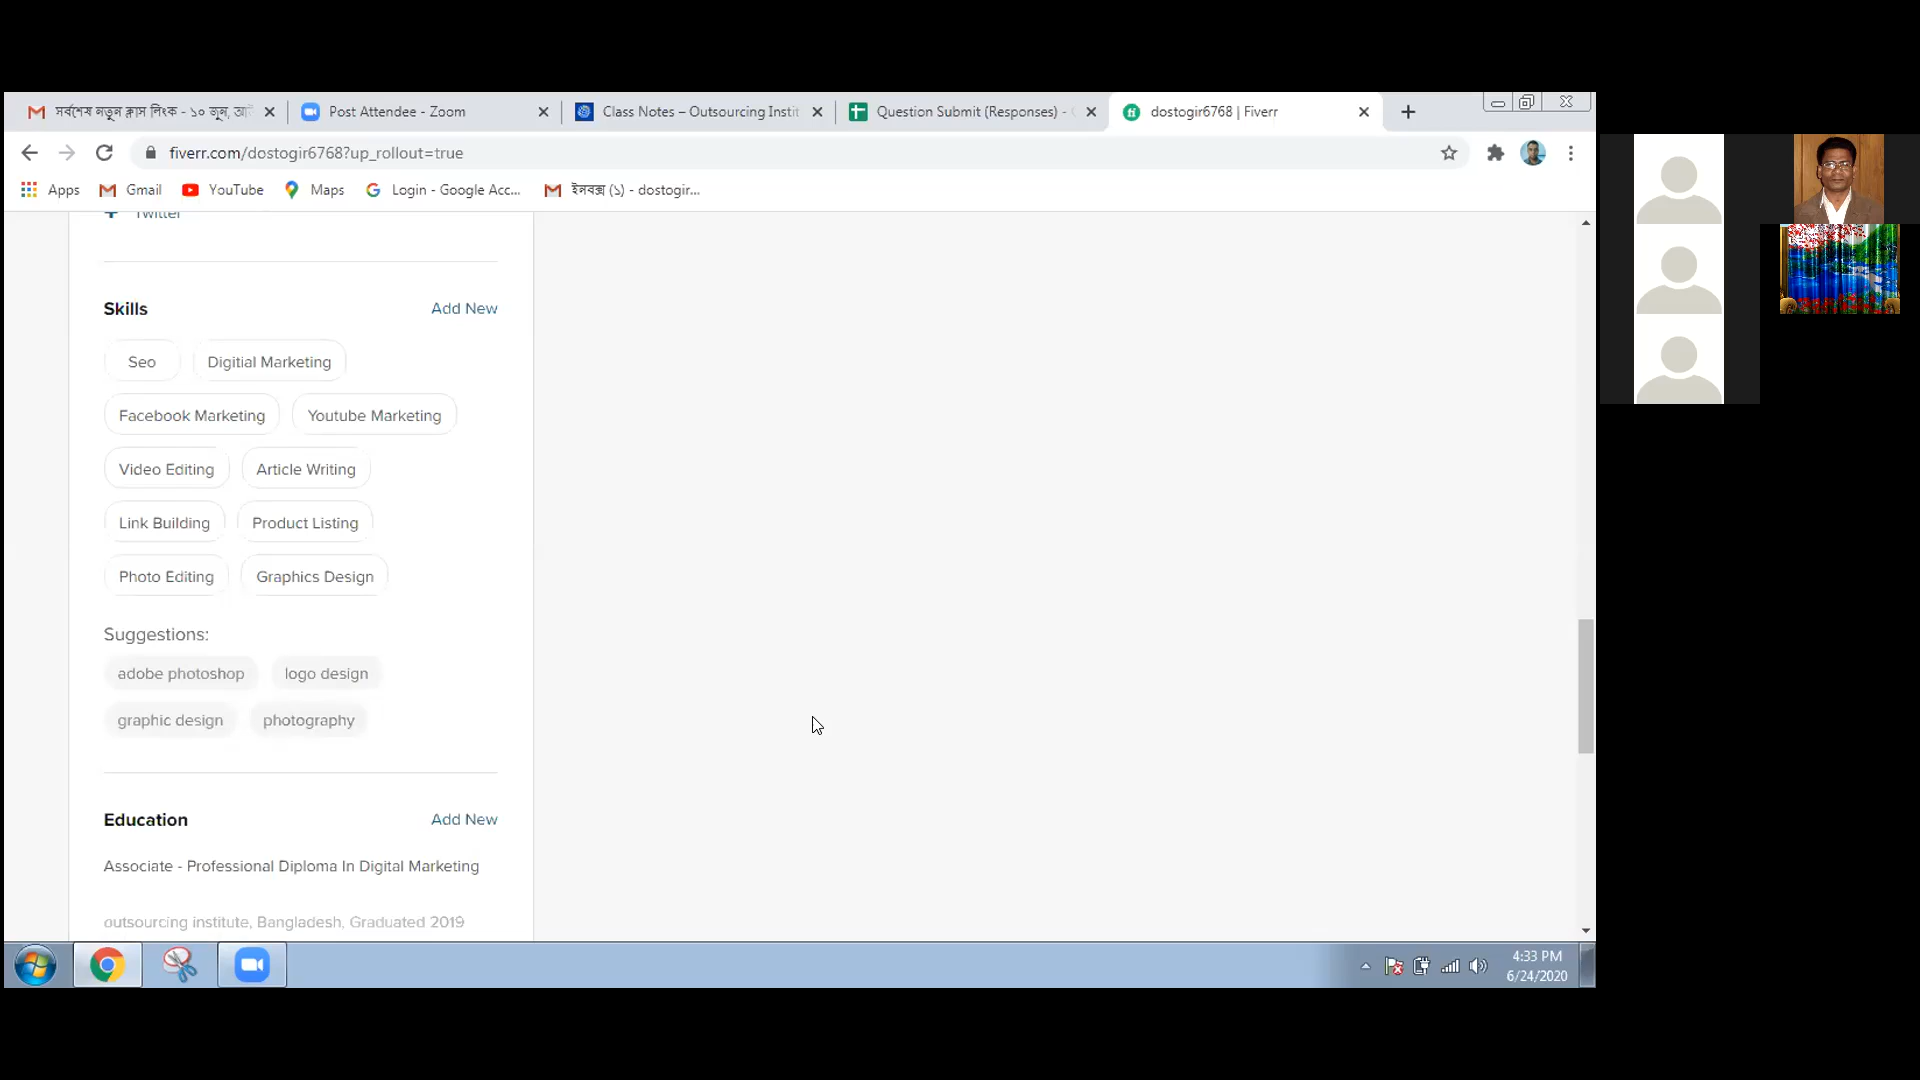 সর্বশেষ নতুন ক্লাস লিংক - ১০ জুন, আউ
Post Attendee - Zoom
Class Notes – Outsourcing Instit
Question Submit (Responses) -
dostogir6768 | Fiverr
fiverr.com/dostogir6768?up_rollout=true
Apps
Gmail
YouTube
Maps
Login - Google Acc...
ইনবক্স (১) - dostogir...
Twitter
Skills
Add New
Seo
Digitial Marketing
Facebook Marketing
Youtube Marketing
Video Editing
Article Writing
Link Building
Product Listing
Photo Editing
Graphics Design
Suggestions:
adobe photoshop
logo design
graphic design
photography
Education
Add New
Associate - Professional Diploma In Digital Marketing
outsourcing institute, Bangladesh, Graduated 2019
4:33 PM
6/24/2020